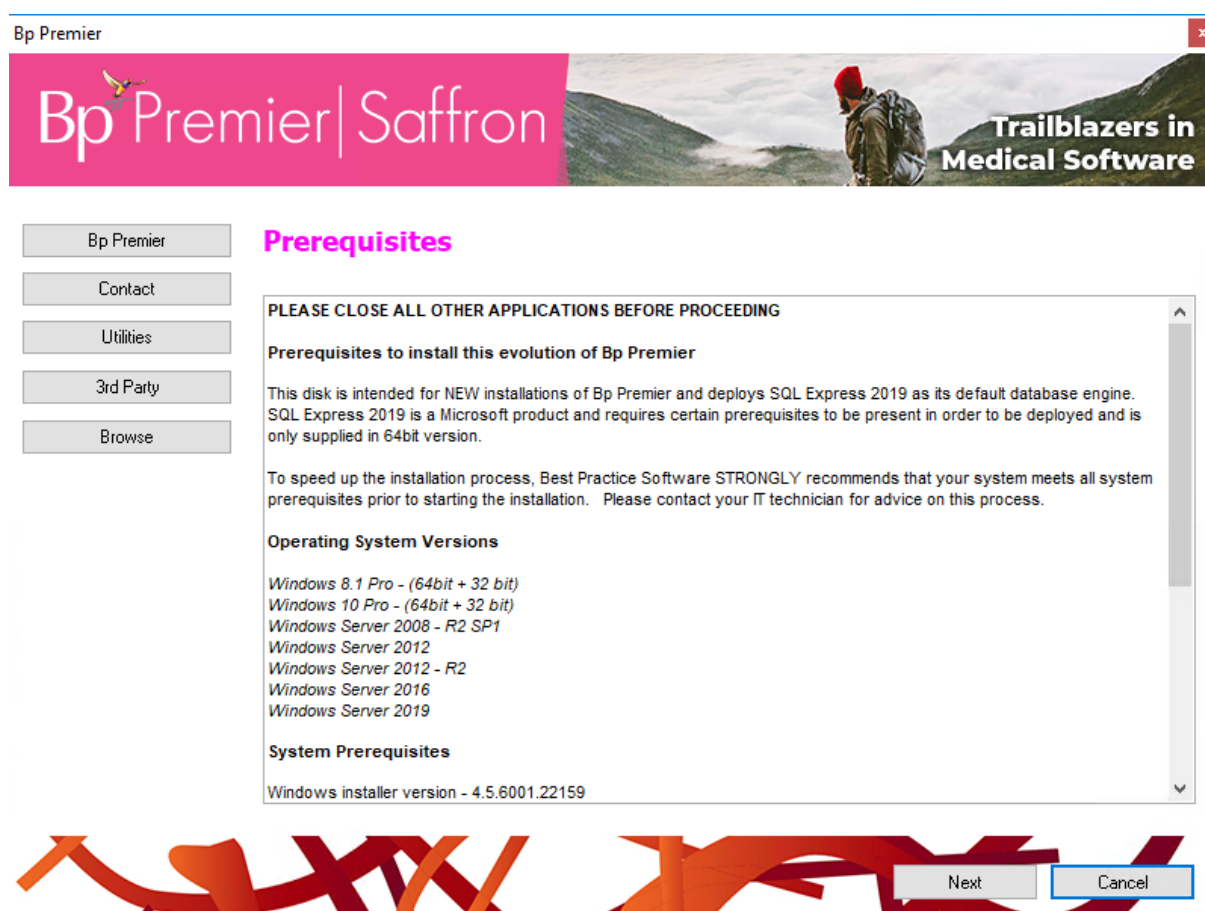 Bp Premier
x
Bp Premier | Saffron
Trailblazers in
Medical Software
Bp Premier
Contact
Utilities
3rd Party
Browse
Prerequisites
PLEASE CLOSE ALL OTHER APPLICATIONS BEFORE PROCEEDING
Prerequisites to install this evolution of Bp Premier
This disk is intended for NEW installations of Bp Premier and deploys SQL Express 2019 as its default database engine.
SQL Express 2019 is a Microsoft product and requires certain prerequisites to be present in order to be deployed and is
only supplied in 64bit version.
To speed up the installation process, Best Practice Software STRONGLY recommends that your system meets all system
prerequisites prior to starting the installation.   Please contact your IT technician for advice on this process.
Operating System Versions
Windows 8.1 Pro - (64bit + 32 bit)
Windows 10 Pro - (64bit + 32 bit)
Windows Server 2008 - R2 SP1
Windows Server 2012
Windows Server 2012 - R2
Windows Server 2016
Windows Server 2019
System Prerequisites
Windows installer version - 4.5.6001.22159
Next
Cancel